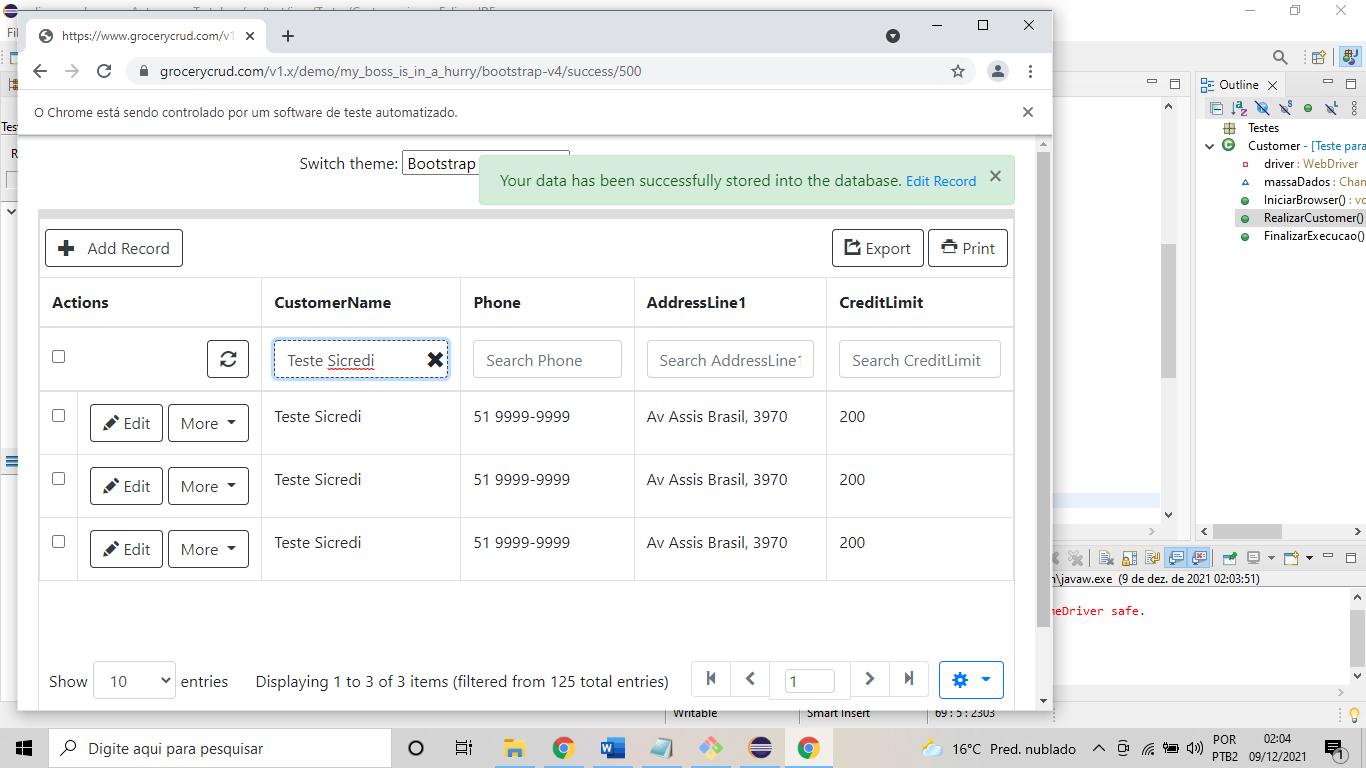 https://www.grocerycrud.com/v1
grocerycrud.com/v1.x/demo/my_boss_is_in_a_hurry/bootstrap-v4/success/500
O Chrome está sendo controlado por um software de teste automatizado.
Switch theme: Bootstrap
Your data has been successfully stored into the database. Edit Record
Add Record
Export
Print
Actions CustomerName Phone AddressLine1 CreditLimit
Teste Sicredi Search Phone Search AddressLine1 Search CreditLimit
Edit More Teste Sicredi 51 9999-9999 Av Assis Brasil, 3970 200
Edit More Teste Sicredi 51 9999-9999 Av Assis Brasil, 3970 200
Edit More Teste Sicredi 51 9999-9999 Av Assis Brasil, 3970 200
Show 10 entries Displaying 1 to 3 of 3 items (filtered from 125 total entries) 1
Outline
Testes
Customer - [Teste para
driver : WebDriver
massaDados : Cham
IniciarBrowser() : vo
RealizarCustomer()
FinalizarExecucao()
n\javaw.exe (9 de dez. de 2021 02:03:51)
meDriver safe.
Writable Smart Insert 69 : 5 : 2303
Digite aqui para pesquisar
16°C Pred. nublado
POR
PTB2
02:04
09/12/2021
1